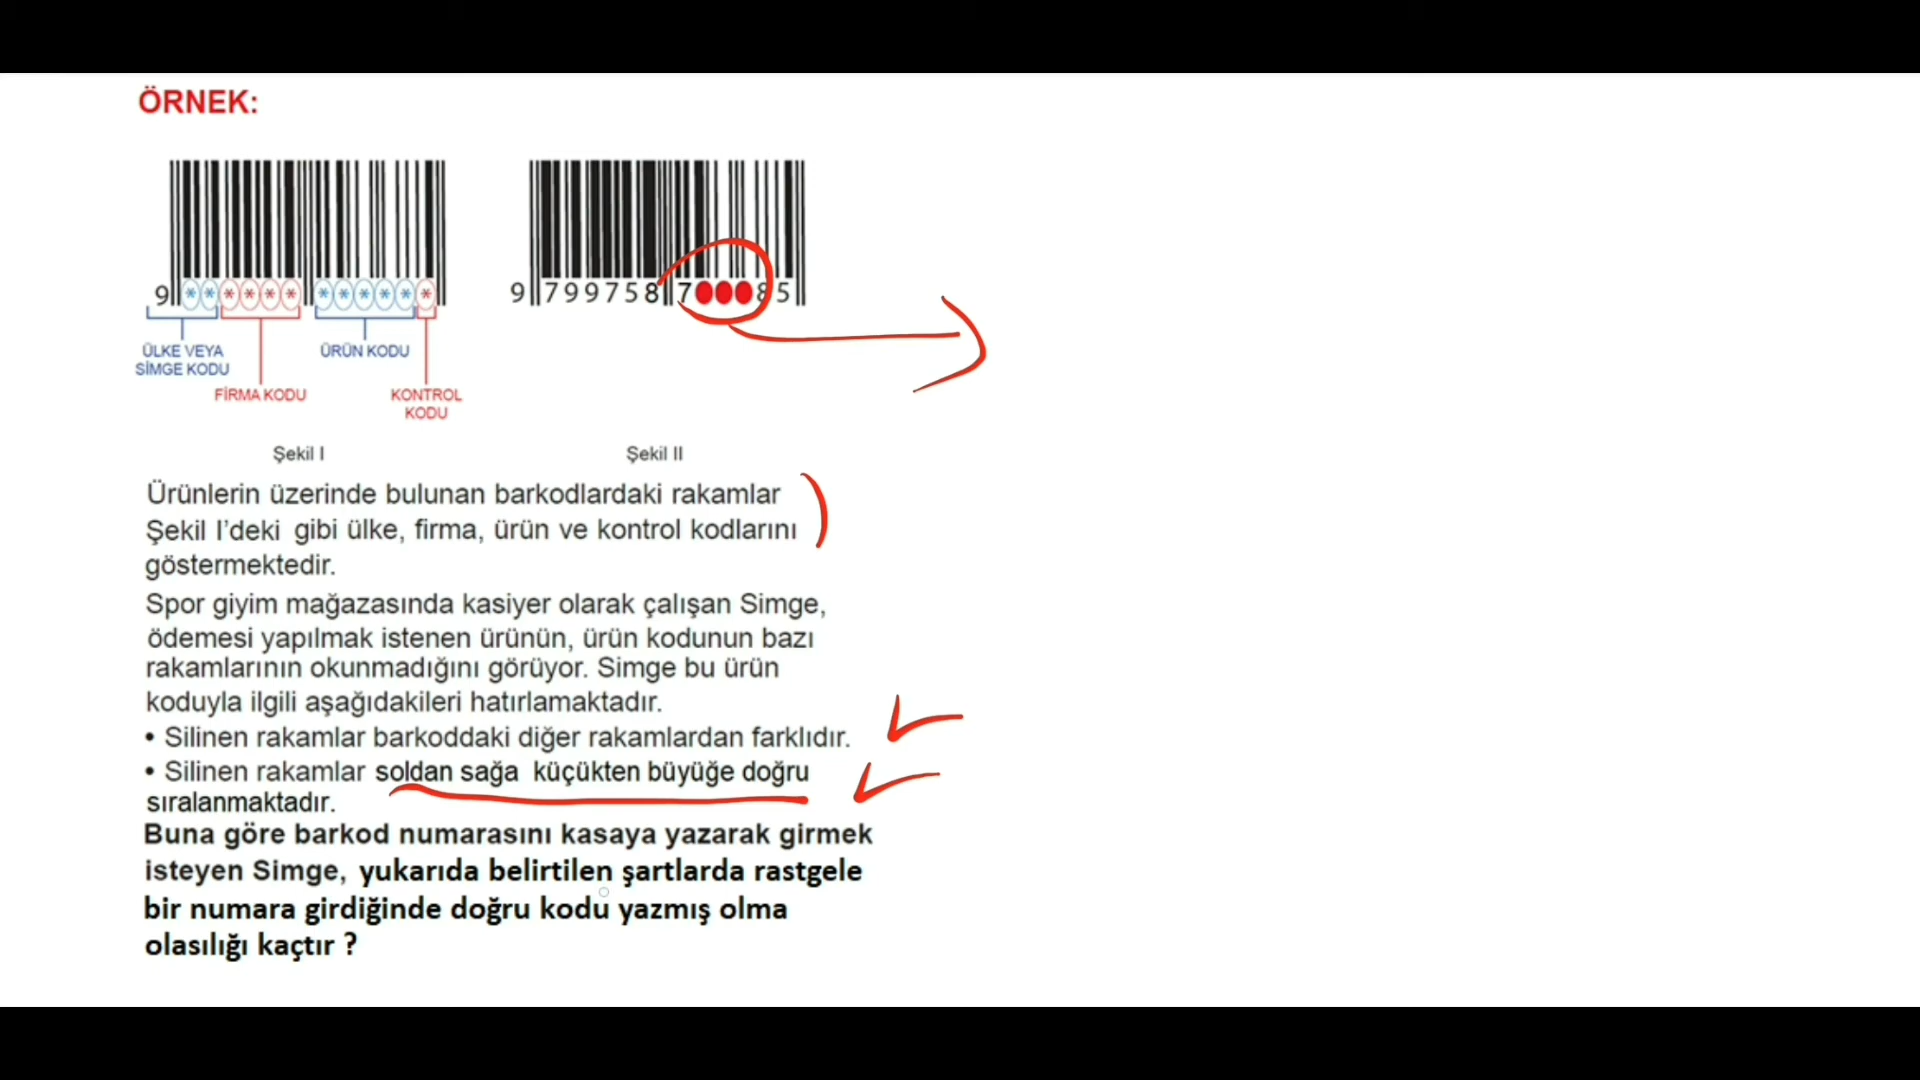 ÖRNEK:
9 * * * * * * * * * * * *
9 799758 7 85
ÜLKE VEYA
SİMGE KODU
ÜRÜN KODU
FİRMA KODU
KONTROL
KODU
Şekil I
Şekil II
Ürünlerin üzerinde bulunan barkodlardaki rakamlar
Şekil I'deki gibi ülke, firma, ürün ve kontrol kodlarını
göstermektedir.
Spor giyim mağazasında kasiyer olarak çalışan Simge,
ödemesi yapılmak istenen ürünün, ürün kodunun bazı
rakamlarının okunmadığını görüyor. Simge bu ürün
koduyla ilgili aşağıdakileri hatırlamaktadır.
• Silinen rakamlar barkoddaki diğer rakamlardan farklıdır.
• Silinen rakamlar soldan sağa küçükten büyüğe doğru
sıralanmaktadır.
Buna göre barkod numarasını kasaya yazarak girmek
isteyen Simge, yukarıda belirtilen şartlarda rastgele
bir numara girdiğinde doğru kodu yazmış olma
olasılığı kaçtır ?